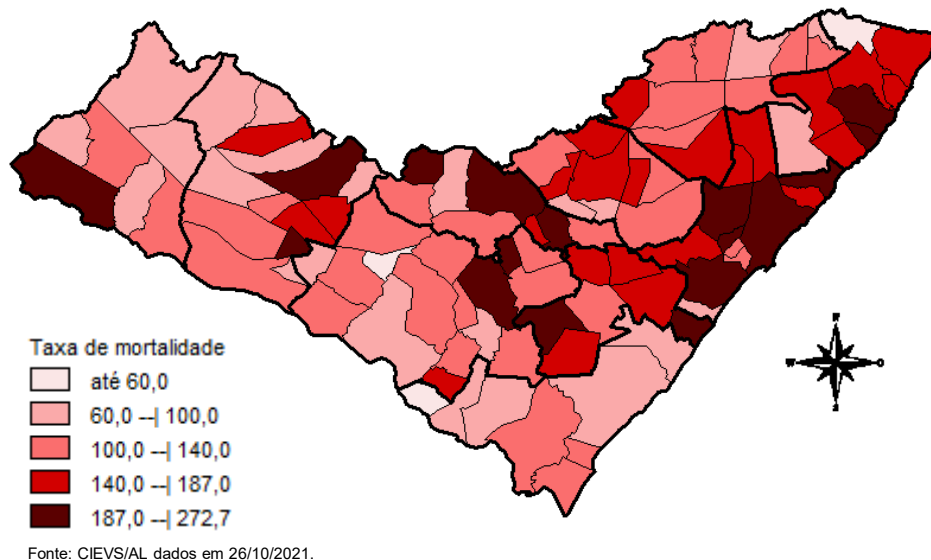 Taxa de mortalidade
até 60,0
60,0 --| 100,0
100,0 --| 140,0
140,0 --| 187,0
187,0 --| 272,7
Fonte: CIEVS/AL dados em 26/10/2021.